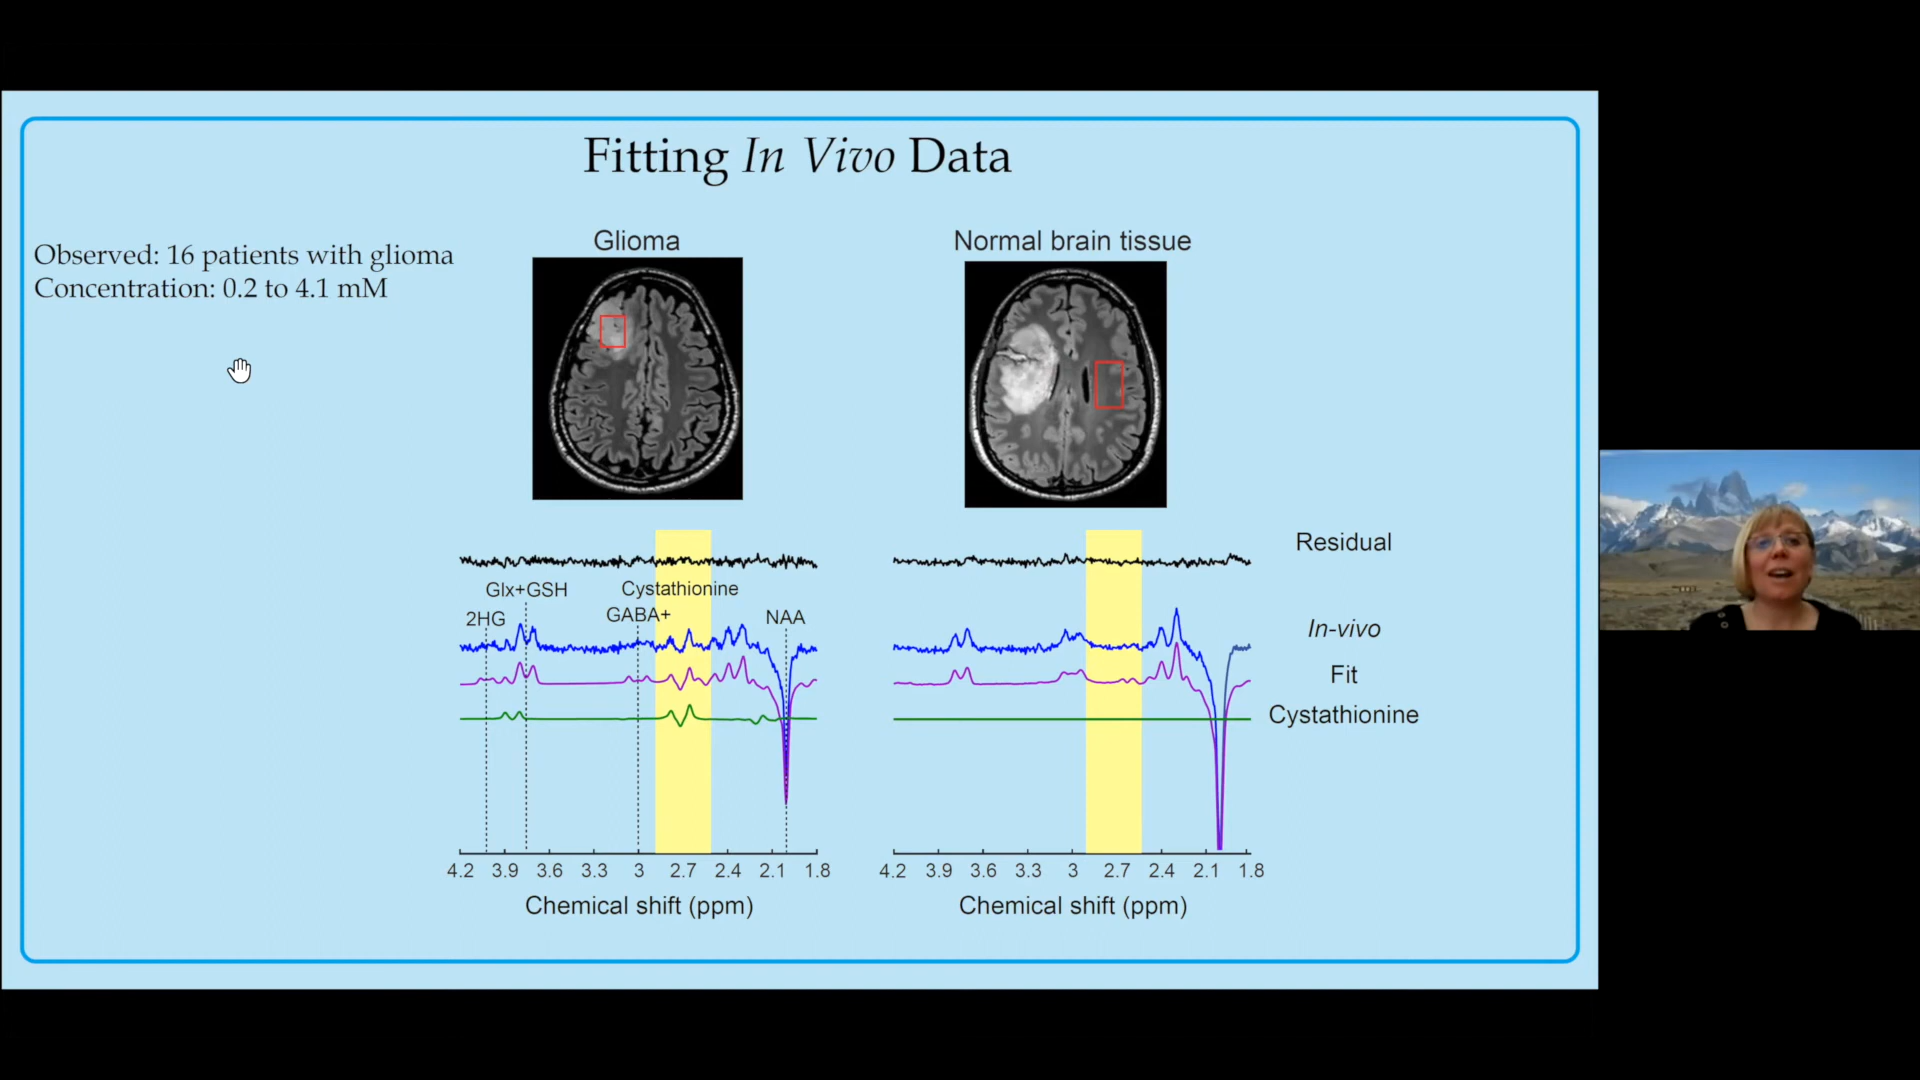 Fitting In Vivo Data
Observed: 16 patients with glioma
Concentration: 0.2 to 4.1 mM
Glioma
Normal brain tissue
Residual
Glx+GSH
Cystathionine
2HG
GABA+
NAA
In-vivo
Fit
Cystathionine
4.2 3.9 3.6 3.3 3 2.7 2.4 2.1 1.8
4.2 3.9 3.6 3.3 3 2.7 2.4 2.1 1.8
Chemical shift (ppm)
Chemical shift (ppm)